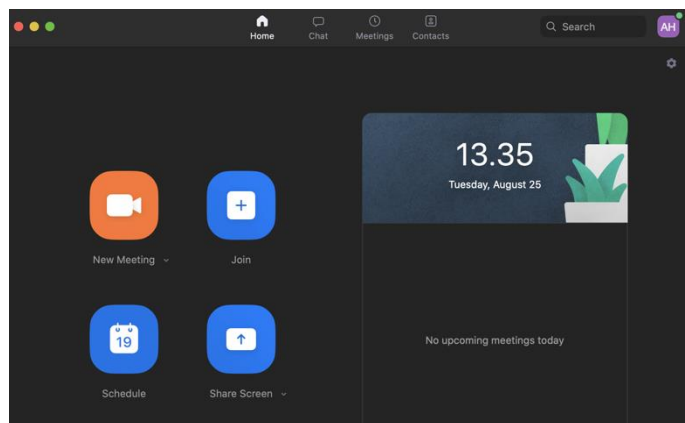 Home
Chat
Meetings
Contacts
Search
AH
13.35
Tuesday, August 25
New Meeting
Join
19
Schedule
Share Screen
No upcoming meetings today